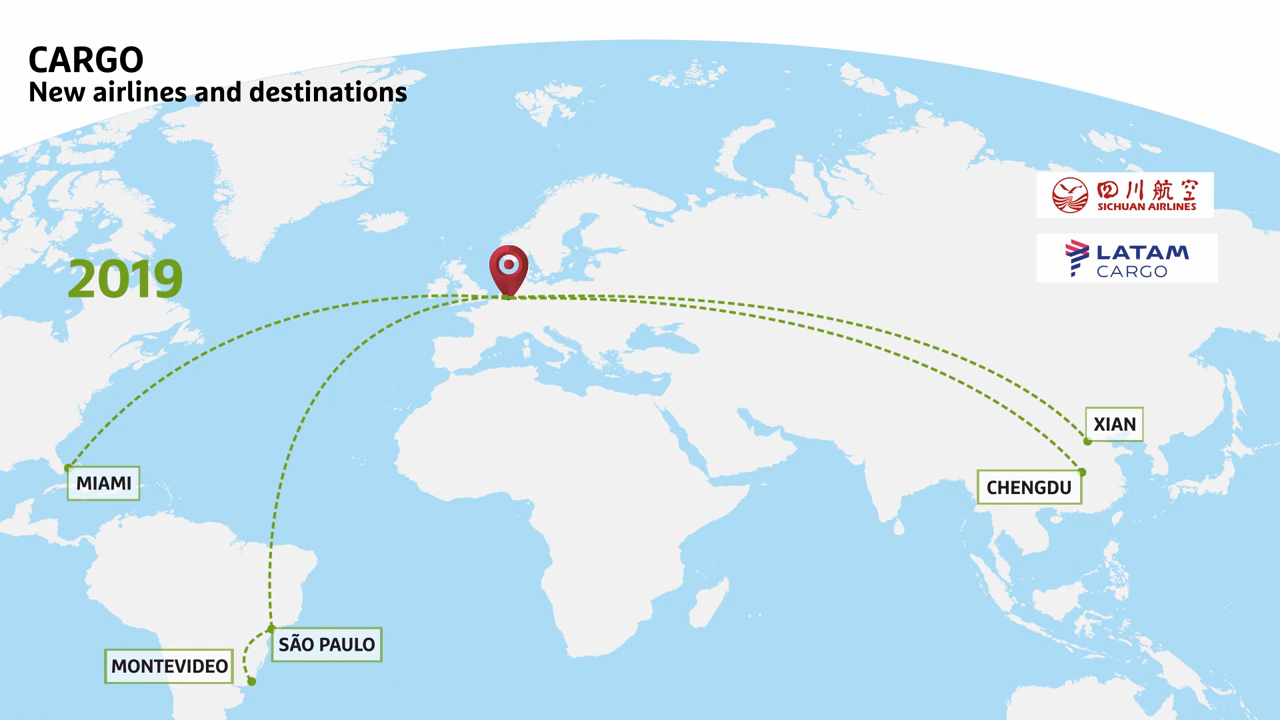 CARGO
New airlines and destinations
四川航空
SICHUAN AIRLINES
LATAM
CARGO
2019
XIAN
MIAMI
CHENGDU
SÃO PAULO
MONTEVIDEO